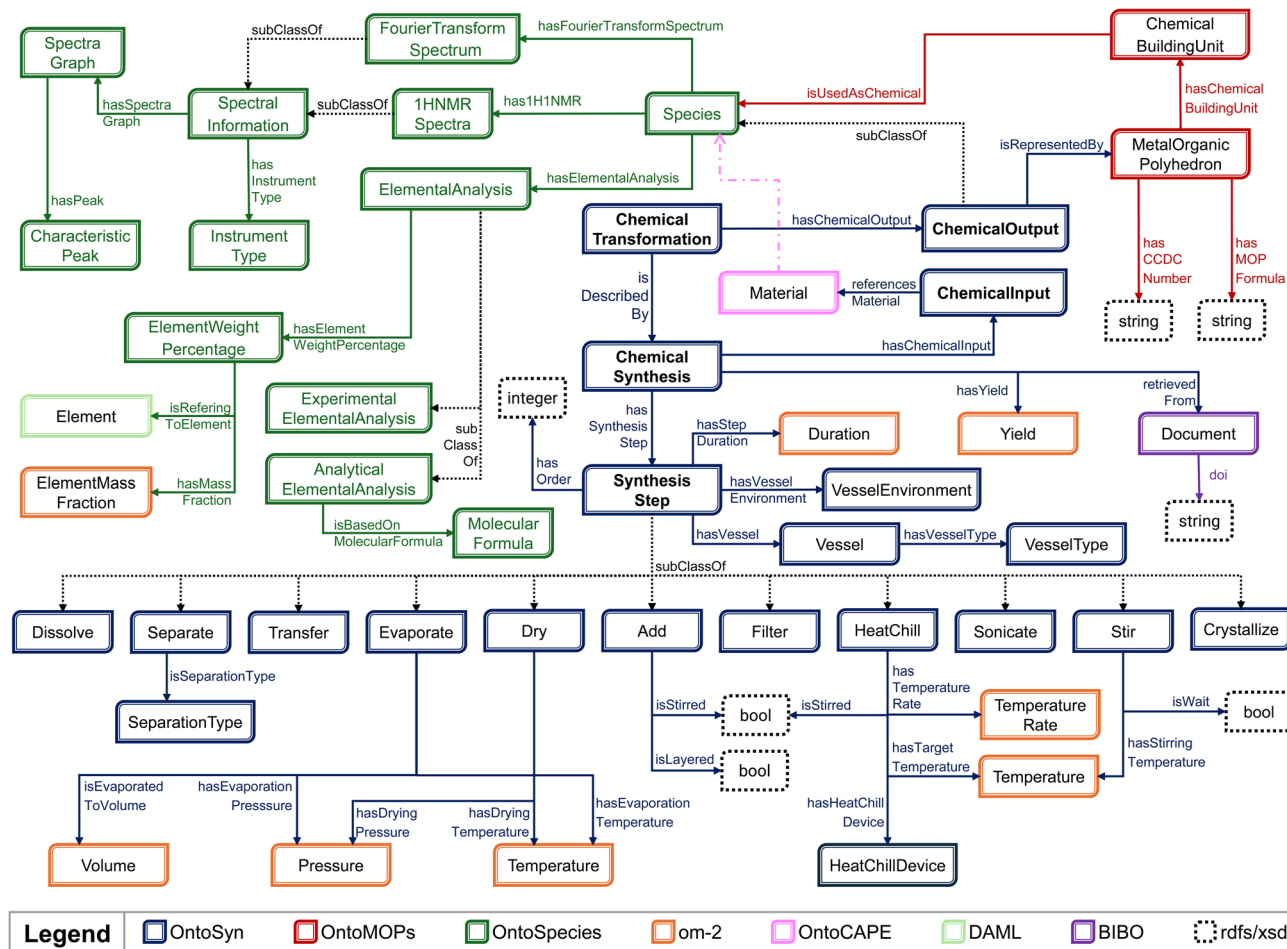 Spectra
Graph
subClassOf
FourierTransform
Spectrum
hasFourierTransformSpectrum
Chemical
BuildingUnit
hasSpectra
Graph
Spectral
Information
subClassOf
1HNMR
Spectra
has1H1NMR
Species
isUsedAsChemical
hasChemical
BuildingUnit
subClassOf
isRepresentedBy
MetalOrganic
Polyhedron
has
Instrument
Type
hasPeak
ElementalAnalysis
hasElementalAnalysis
Characteristic
Peak
Instrument
Type
Chemical
Transformation
hasChemicalOutput
ChemicalOutput
has
CCDC
Number
has
MOP
Formula
is
Described
By
Material
references
Material
ChemicalInput
string
string
ElementWeight
Percentage
hasElement
WeightPercentage
Chemical
Synthesis
hasChemicalInput
Element
isRefering
ToElement
Experimental
ElementalAnalysis
integer
has
Synthesis
Step
hasStep
Duration
Duration
hasYield
Yield
retrieved
From
Document
sub
Class
Of
has
Order
ElementMass
Fraction
hasMass
Fraction
Analytical
ElementalAnalysis
Synthesis
Step
hasVessel
Environment
VesselEnvironment
doi
string
isBasedOn
MolecularFormula
Molecular
Formula
hasVessel
Vessel
hasVesselType
VesselType
subClassOf
Dissolve
Separate
Transfer
Evaporate
Dry
Add
Filter
HeatChill
Sonicate
Stir
Crystallize
isSeparationType
SeparationType
isStirred
bool
isStirred
has
Temperature
Rate
Temperature
Rate
isWait
bool
isLayered
bool
hasTarget
Temperature
Temperature
hasStirring
Temperature
isEvaporated
ToVolume
hasEvaporation
Presssure
hasDrying
Pressure
hasDrying
Temperature
hasEvaporation
Temperature
hasHeatChill
Device
Volume
Pressure
Temperature
HeatChillDevice
Legend
OntoSyn
OntoMOPs
OntoSpecies
om-2
OntoCAPE
DAML
BIBO
rdfs/xsd